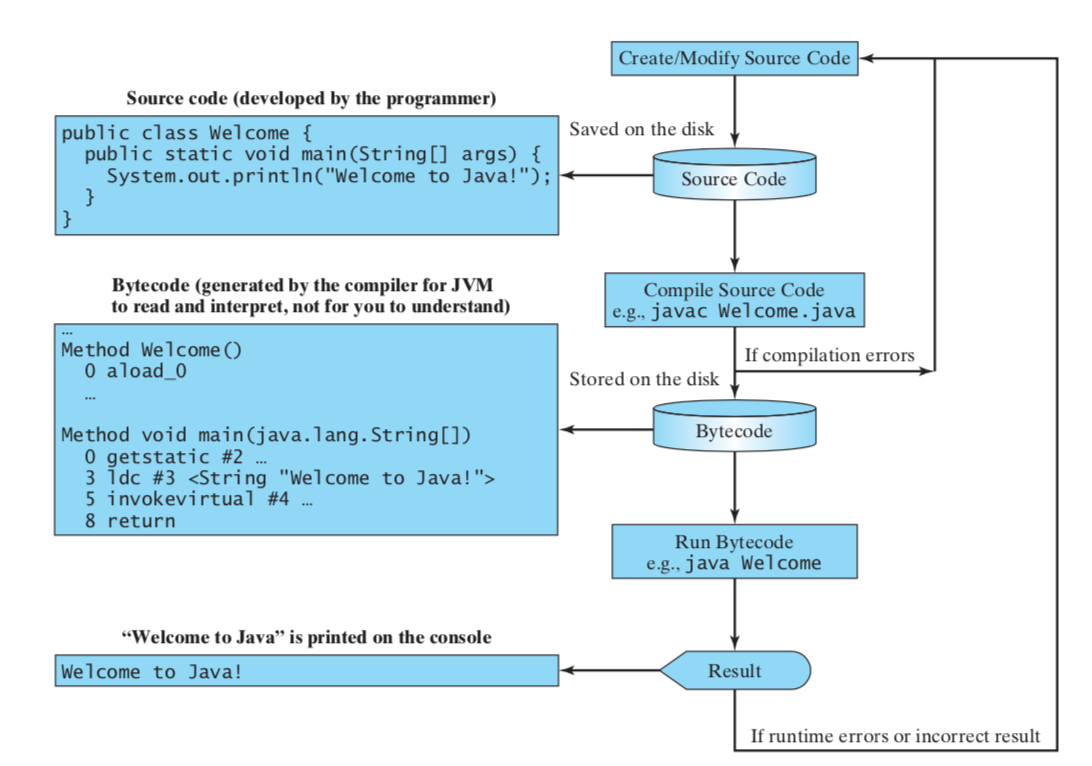 Create/Modify Source Code
Source code (developed by the programmer)
public class Welcome {
  public static void main(String[] args) {
    System.out.println("Welcome to Java!");
  }
}
Saved on the disk
Source Code
Compile Source Code
e.g., javac Welcome.java
If compilation errors
Stored on the disk
Bytecode
Bytecode (generated by the compiler for JVM
to read and interpret, not for you to understand)
…
Method Welcome()
  0 aload_0
  …
Method void main(java.lang.String[])
  0 getstatic #2 …
  3 ldc #3 <String "Welcome to Java!">
  5 invokevirtual #4 …
  8 return
Run Bytecode
e.g., java Welcome
“Welcome to Java” is printed on the console
Welcome to Java!
Result
If runtime errors or incorrect result